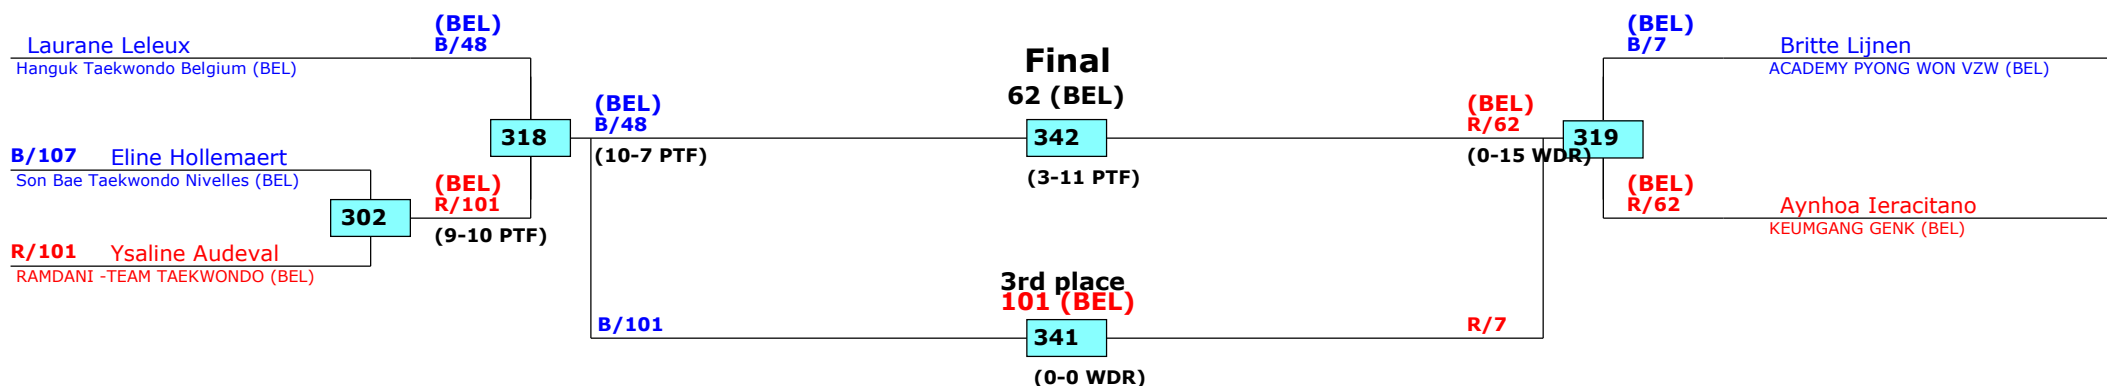 (BEL)
B/48
Laurane Leleux
Hanguk Taekwondo Belgium (BEL)
B/107 Eline Hollemaert
Son Bae Taekwondo Nivelles (BEL)
302
R/101 Ysaline Audeval
RAMDANI -TEAM TAEKWONDO (BEL)
(BEL)
R/101
(9-10 PTF)
318
(BEL)
B/48
(10-7 PTF)
Final
62 (BEL)
342
(3-11 PTF)
3rd place
101 (BEL)
B/101
341
R/7
(0-0 WDR)
(BEL)
R/62
(0-15 WDR)
319
(BEL)
B/7
Britte Lijnen
ACADEMY PYONG WON VZW (BEL)
(BEL)
R/62
Aynhoa Ieracitano
KEUMGANG GENK (BEL)